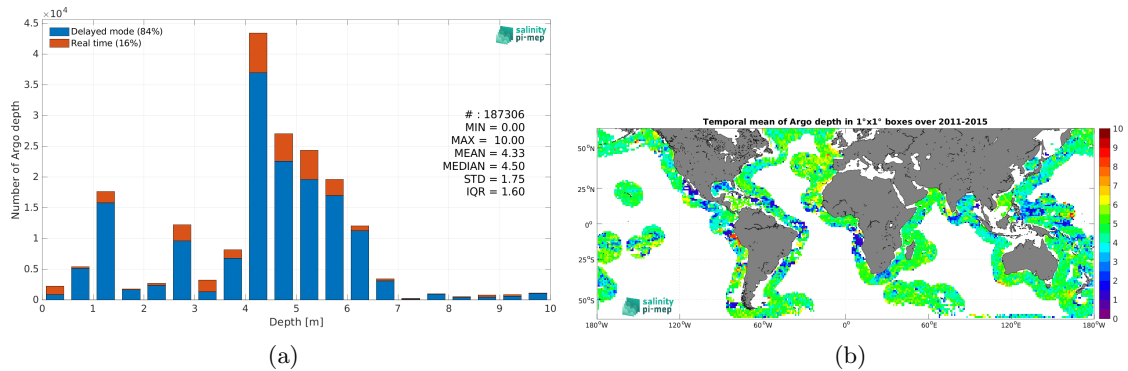 ×10⁴
4.5
4
3.5
3
2.5
2
1.5
1
0.5
0
Number of Argo depth
Delayed mode (84%)
Real time (16%)
salinity
pi-mep
# : 187306
MIN = 0.00
MAX = 10.00
MEAN = 4.33
MEDIAN = 4.50
STD = 1.75
IQR = 1.60
0 1 2 3 4 5 6 7 8 9 10
Depth [m]
(a)
Temporal mean of Argo depth in 1°x1° boxes over 2011-2015
50°N
25°N
0°
25°S
50°S
180°W 120°W 60°W 0° 60°E 120°E 180°W
salinity
pi-mep
10
9
8
7
6
5
4
3
2
1
0
(b)